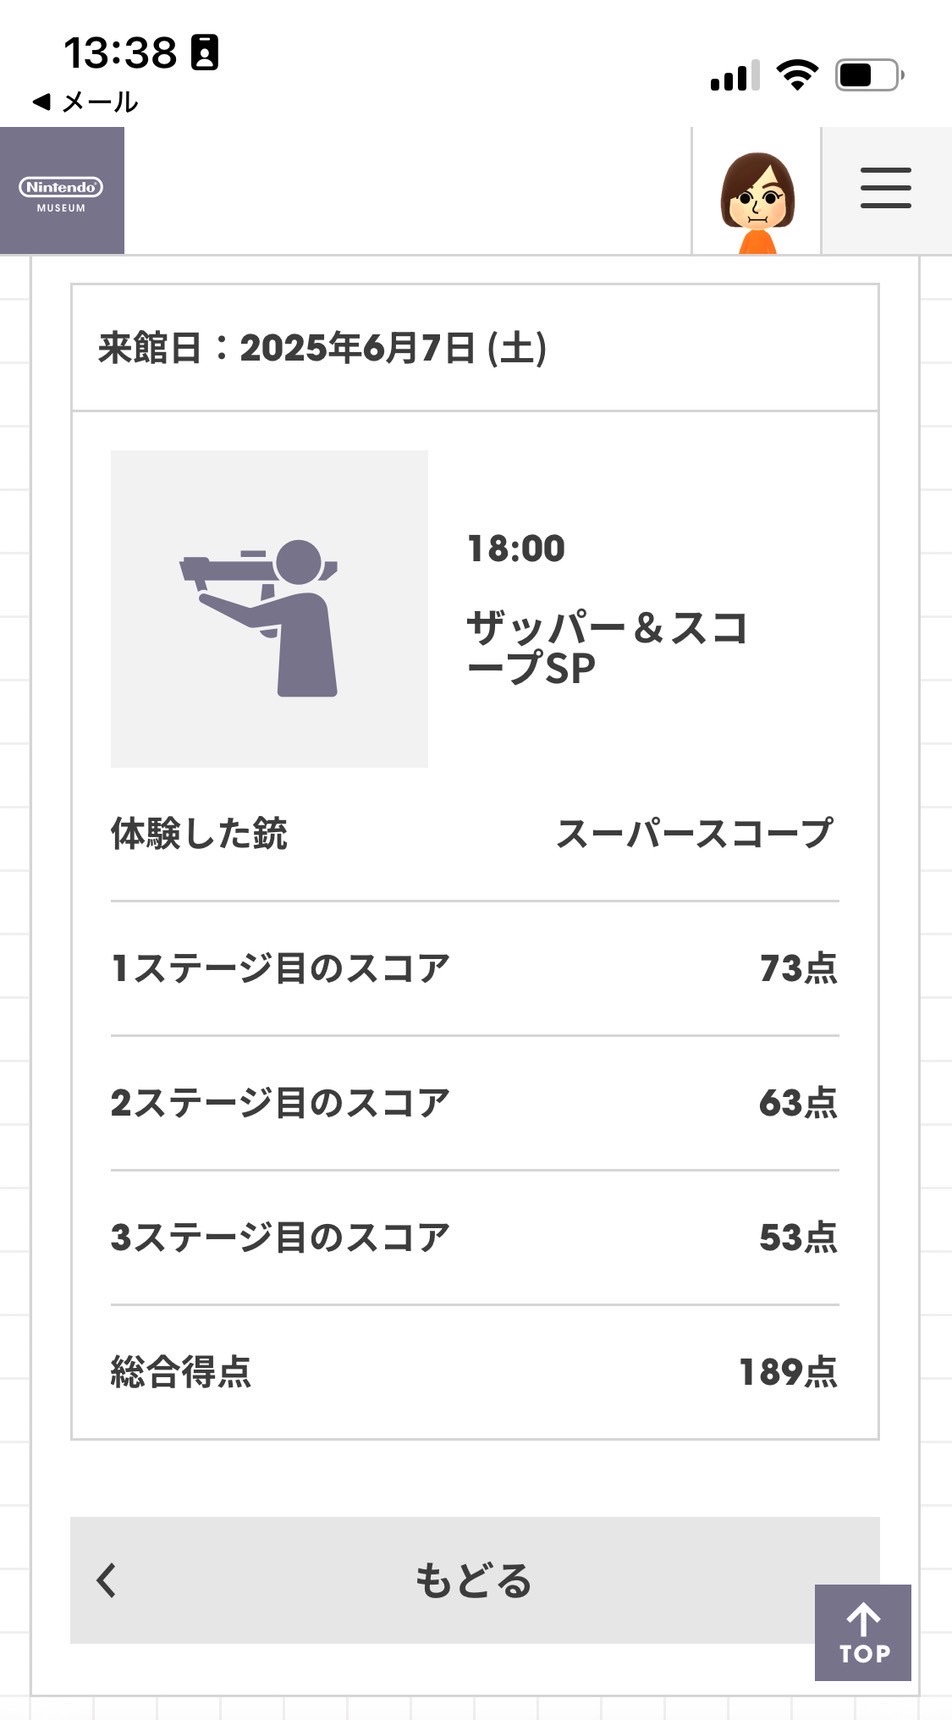 13:38
◀ メール
Nintendo
MUSEUM
来館日：2025年6月7日 (土)
18:00
ザッパー＆スコ
ープSP
体験した銃 スーパースコープ
1ステージ目のスコア 73点
2ステージ目のスコア 63点
3ステージ目のスコア 53点
総合得点 189点
もどる
TOP